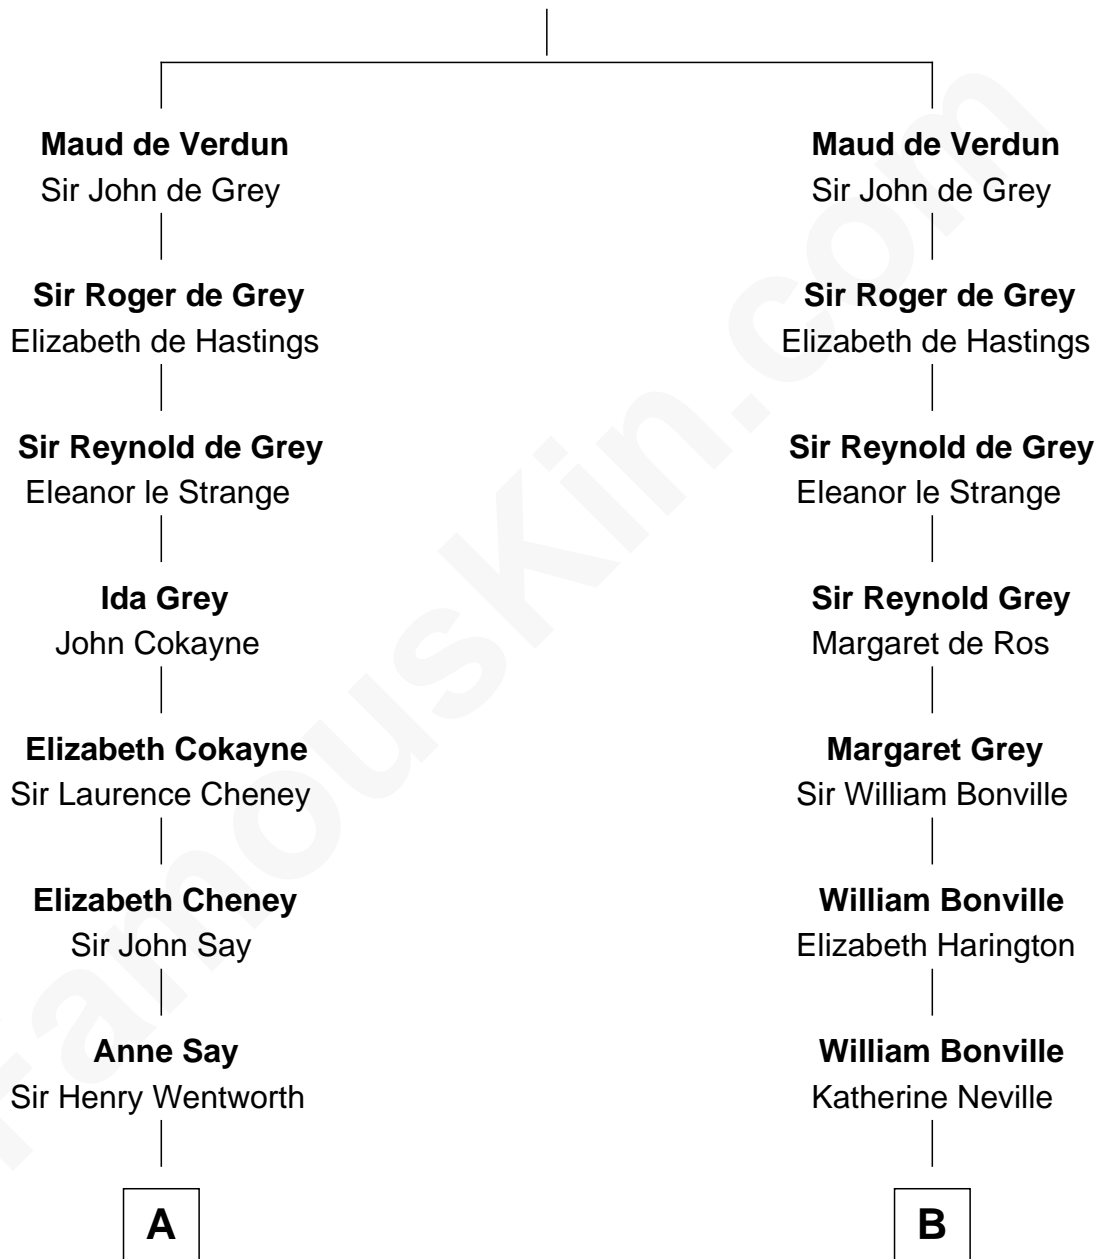 Maud de Verdun
Sir John de Grey
Sir Roger de Grey
Elizabeth de Hastings
Sir Reynold de Grey
Eleanor le Strange
Ida Grey
John Cokayne
Elizabeth Cokayne
Sir Laurence Cheney
Elizabeth Cheney
Sir John Say
Anne Say
Sir Henry Wentworth
A
Maud de Verdun
Sir John de Grey
Sir Roger de Grey
Elizabeth de Hastings
Sir Reynold de Grey
Eleanor le Strange
Sir Reynold Grey
Margaret de Ros
Margaret Grey
Sir William Bonville
William Bonville
Elizabeth Harington
William Bonville
Katherine Neville
B
FamousKin.com